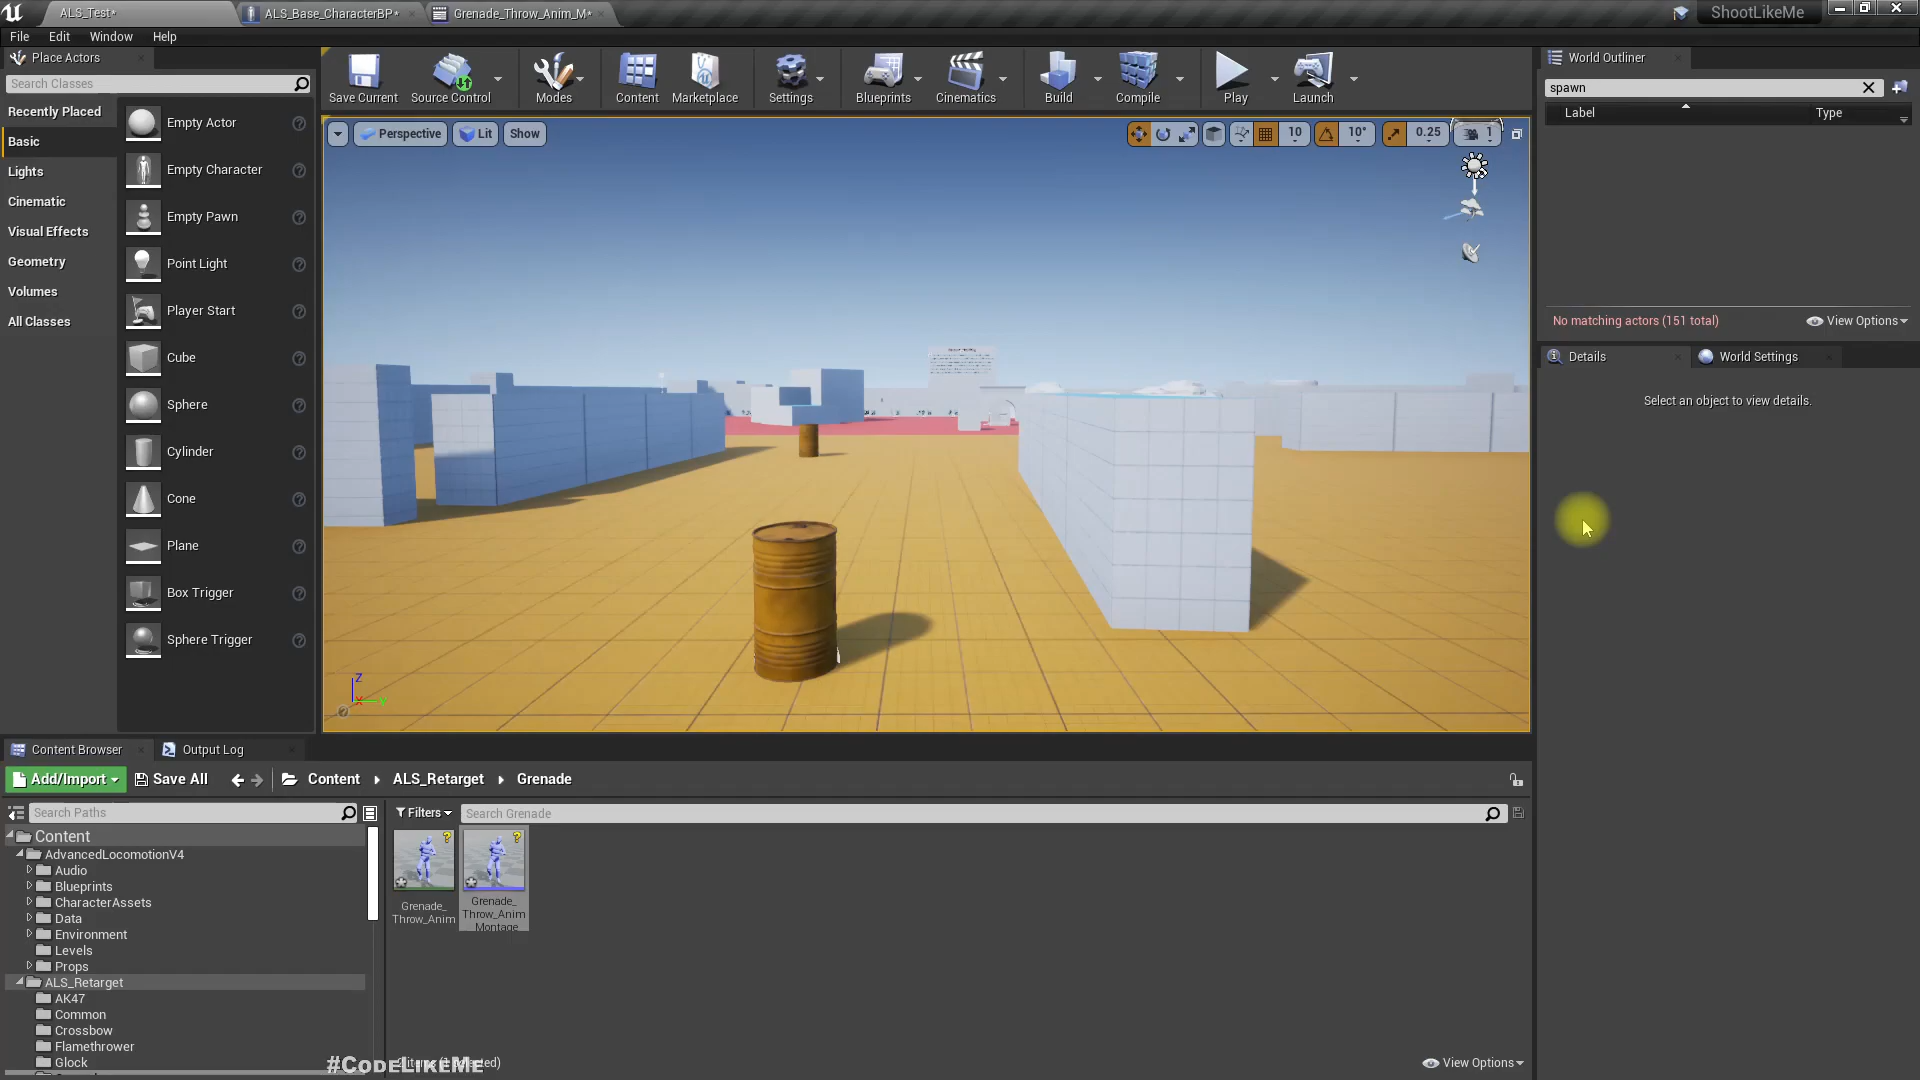 ALS_Test*
ALS_Base_CharacterBP*
Grenade_Throw_Anim_M*
ShootLikeMe
File Edit Window Help
Place Actors
Search Classes
Recently Placed
Basic
Lights
Cinematic
Visual Effects
Geometry
Volumes
All Classes
Empty Actor
Empty Character
Empty Pawn
Point Light
Player Start
Cube
Sphere
Cylinder
Cone
Plane
Box Trigger
Sphere Trigger
Save Current
Source Control
Modes
Content
Marketplace
Settings
Blueprints
Cinematics
Build
Compile
Play
Launch
Perspective
Lit
Show
10
10°
0.25
1
Z
X
Y
World Outliner
spawn
Label
Type
No matching actors (151 total)
View Options
Details
World Settings
Select an object to view details.
Content Browser
Output Log
Add/Import
Save All
Content
ALS_Retarget
Grenade
Search Paths
Filters
Search Grenade
Content
AdvancedLocomotionV4
Audio
Blueprints
CharacterAssets
Data
Environment
Levels
Props
ALS_Retarget
AK47
Common
Crossbow
Flamethrower
Glock
Grenade_
Throw_Anim
Grenade_
Throw_Anim
_Montage
#CodeLikeMe
View Options